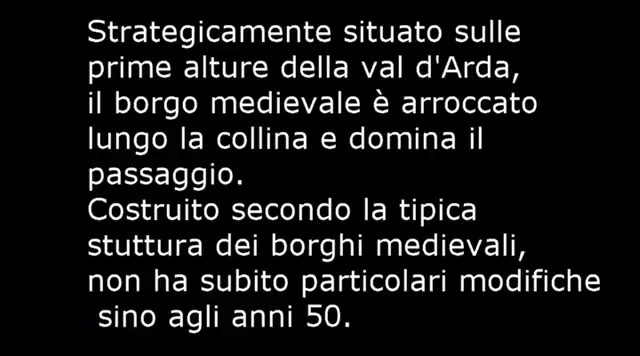 Strategicamente situato sulle
prime alture della val d'Arda,
il borgo medievale è arroccato
lungo la collina e domina il
passaggio.
Costruito secondo la tipica
stuttura dei borghi medievali,
non ha subito particolari modifiche
sino agli anni 50.